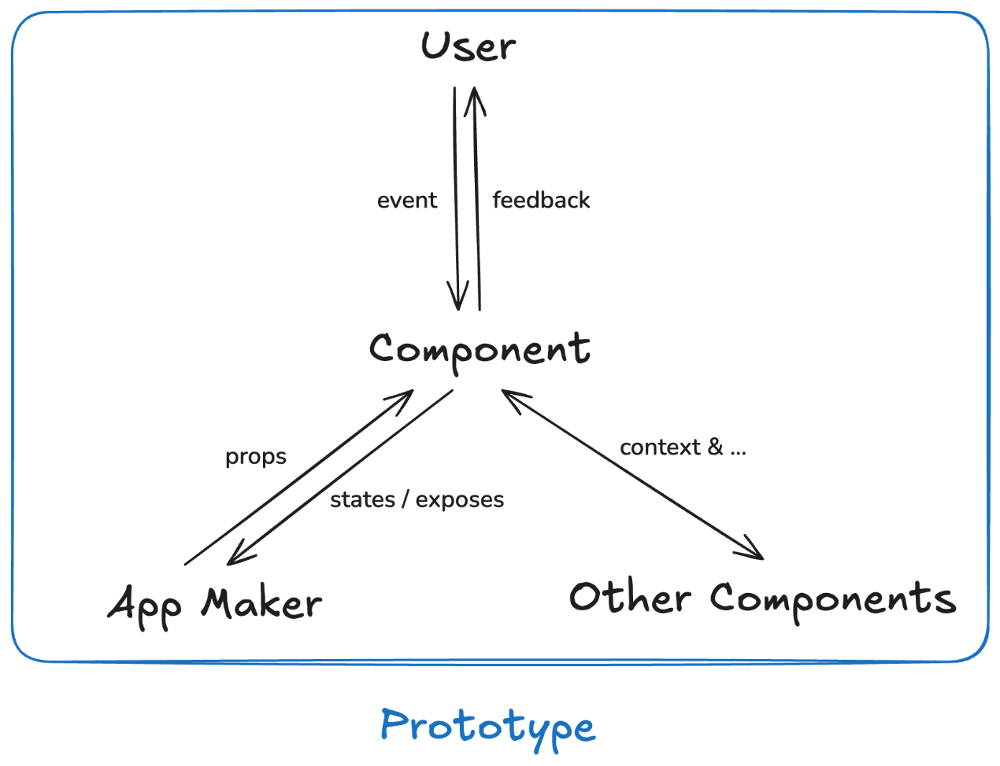 User
event
feedback
Component
props
context & ...
states / exposes
App Maker
Other Components
Prototype